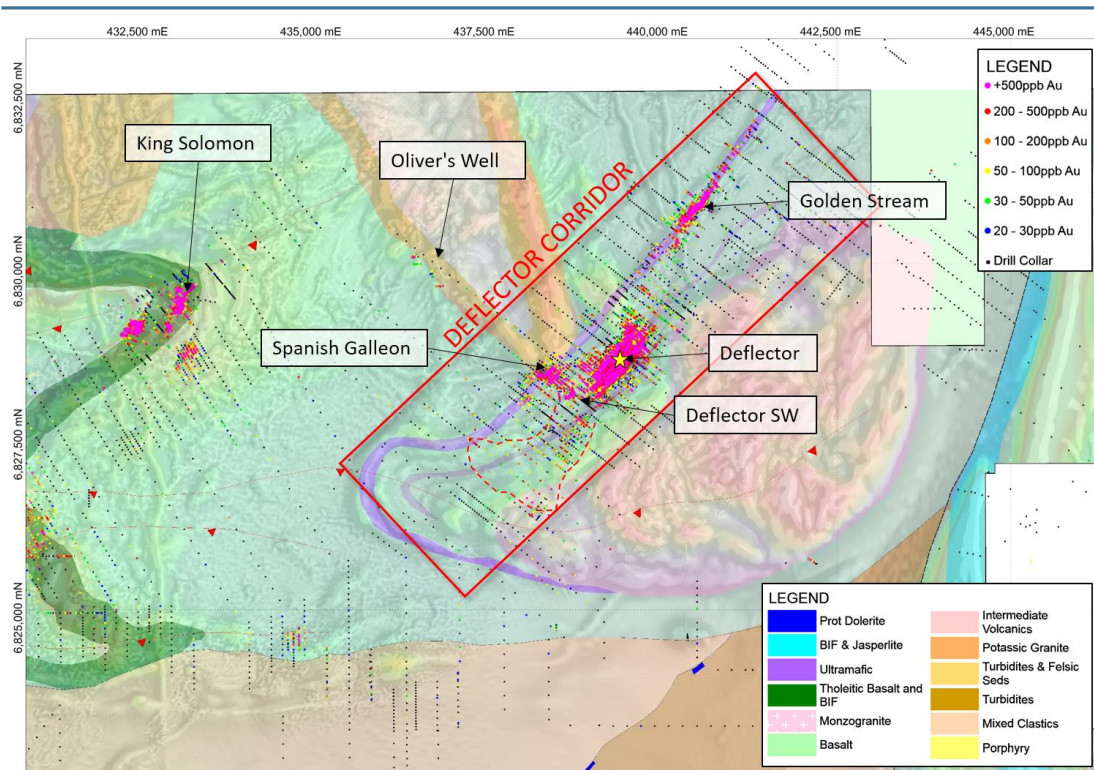 432,500 mE
435,000 mE
437,500 mE
440,000 mE
442,500 mE
445,000 mE
6,832,500 mN
6,830,000 mN
6,827,500 mN
6,825,000 mN
LEGEND
+500ppb Au
200 - 500ppb Au
100 - 200ppb Au
50 - 100ppb Au
30 - 50ppb Au
20 - 30ppb Au
Drill Collar
King Solomon
Oliver's Well
DEFLECTOR CORRIDOR
Golden Stream
Spanish Galleon
Deflector
Deflector SW
LEGEND
Prot Dolerite
BIF & Jasperlite
Ultramafic
Tholeitic Basalt and
BIF
Monzogranite
Basalt
Intermediate
Volcanics
Potassic Granite
Turbidites & Felsic
Seds
Turbidites
Mixed Clastics
Porphyry